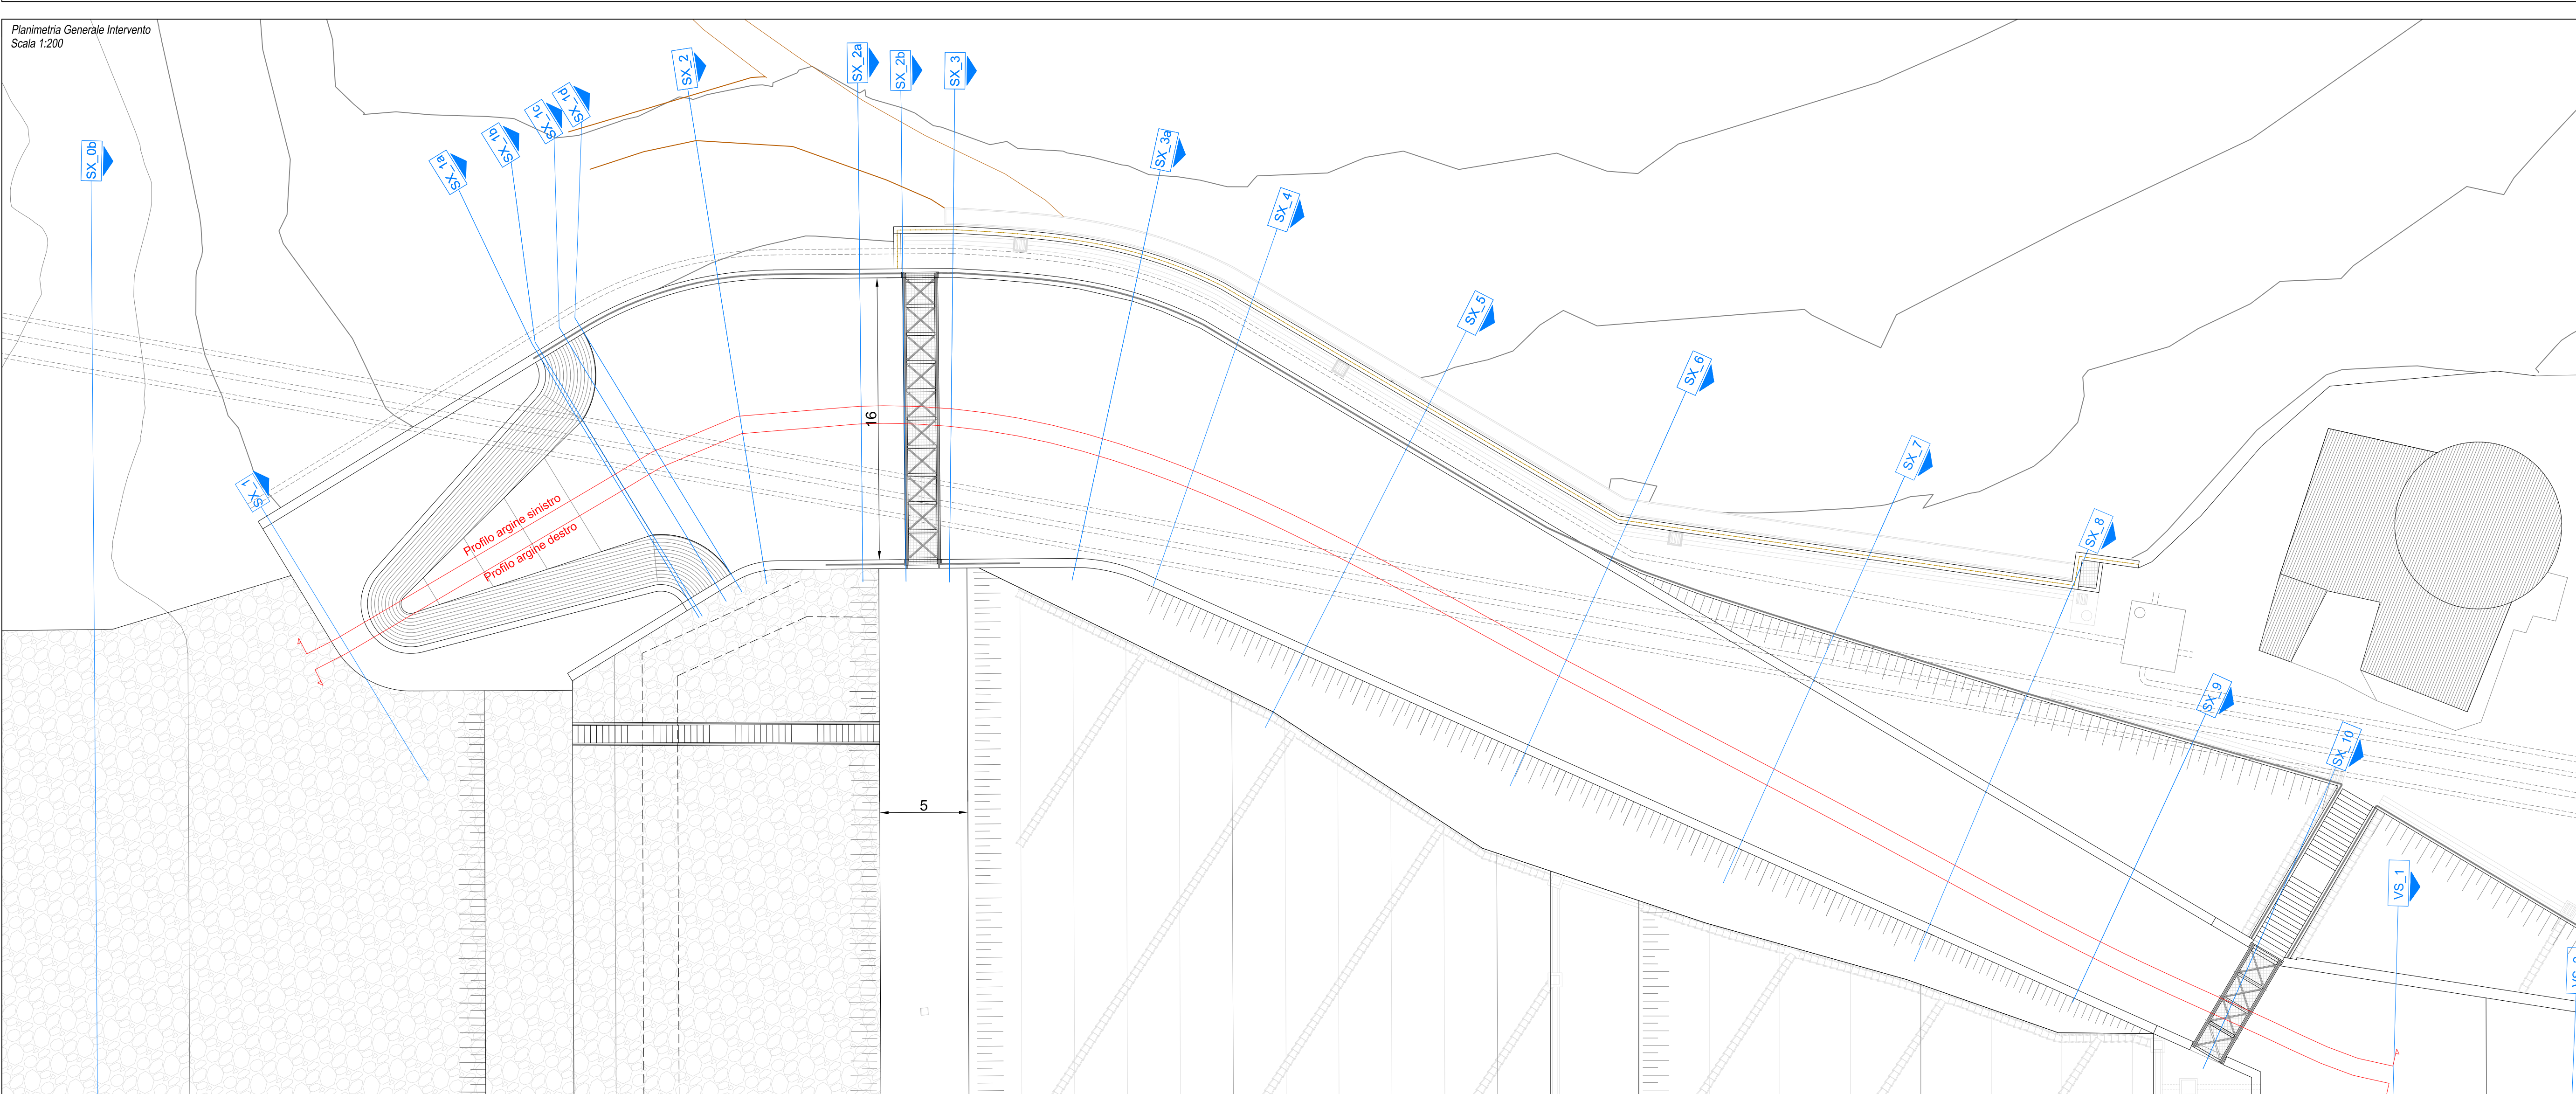 Planimetria Generale Intervento
Scala 1:200
SX_0b
SX_1
SX_1a
SX_1b
SX_1c
SX_1d
SX_2
SX_2a
SX_2b
SX_3
SX_3a
SX_4
SX_5
SX_6
SX_7
SX_8
SX_9
SX_10
VS_1
16
5
Profilo argine sinistro
Profilo argine destro